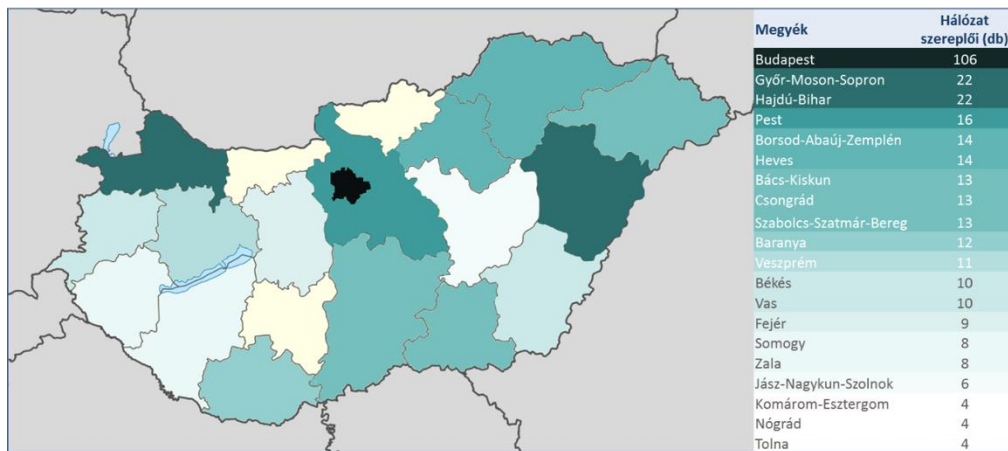 Megyék Hálózat szereplői (db)
Budapest 106
Győr-Moson-Sopron 22
Hajdú-Bihar 22
Pest 16
Borsod-Abaúj-Zemplén 14
Heves 14
Bács-Kiskun 13
Csongrád 13
Szabolcs-Szatmár-Bereg 13
Baranya 12
Veszprém 11
Békés 10
Vas 10
Fejér 9
Somogy 8
Zala 8
Jász-Nagykun-Szolnok 6
Komárom-Esztergom 4
Nógrád 4
Tolna 4